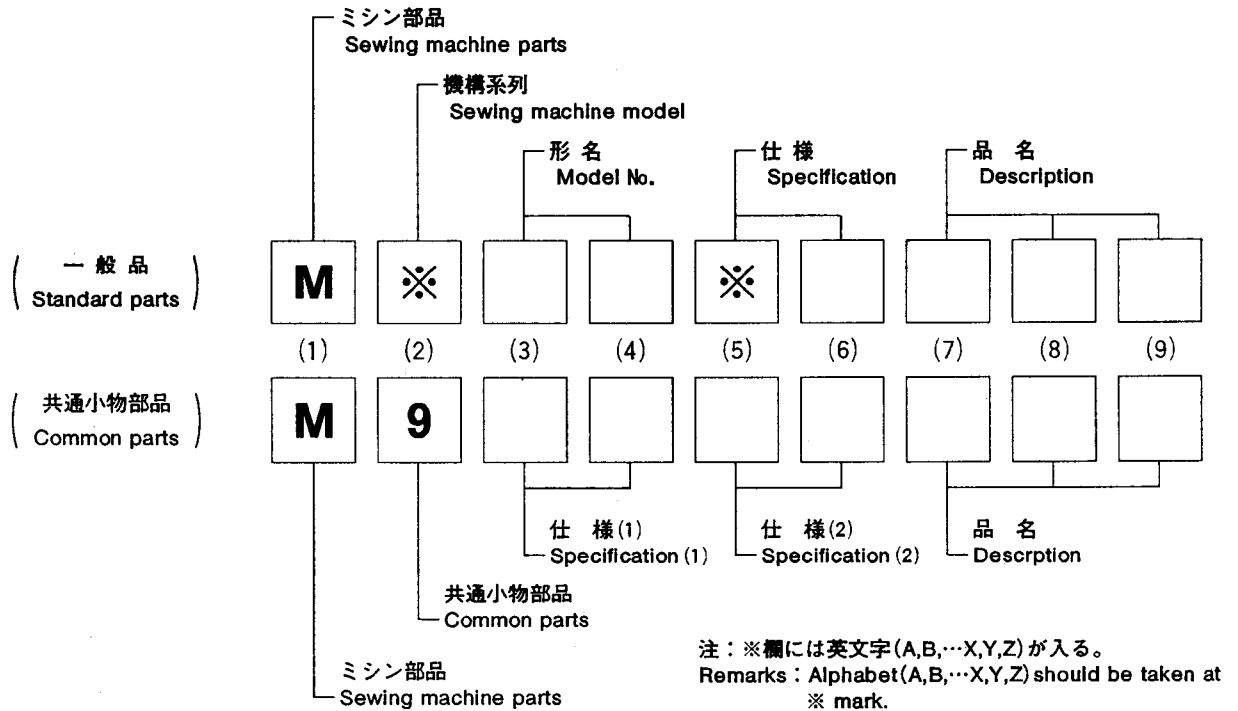 ミシン部品
Sewing machine parts
機構系列
Sewing machine model
形 名
Model No.
仕 様
Specification
品 名
Description
一 般 品
Standard parts
M ※ ※
(1) (2) (3) (4) (5) (6) (7) (8) (9)
共通小物部品
Common parts
M 9
仕 様(1)
Specification (1)
仕 様(2)
Specification (2)
品 名
Descrption
共通小物部品
Common parts
ミシン部品
Sewing machine parts
注：※欄には英文字(A,B,…X,Y,Z)が入る。
Remarks : Alphabet(A,B,…X,Y,Z)should be taken at
※ mark.